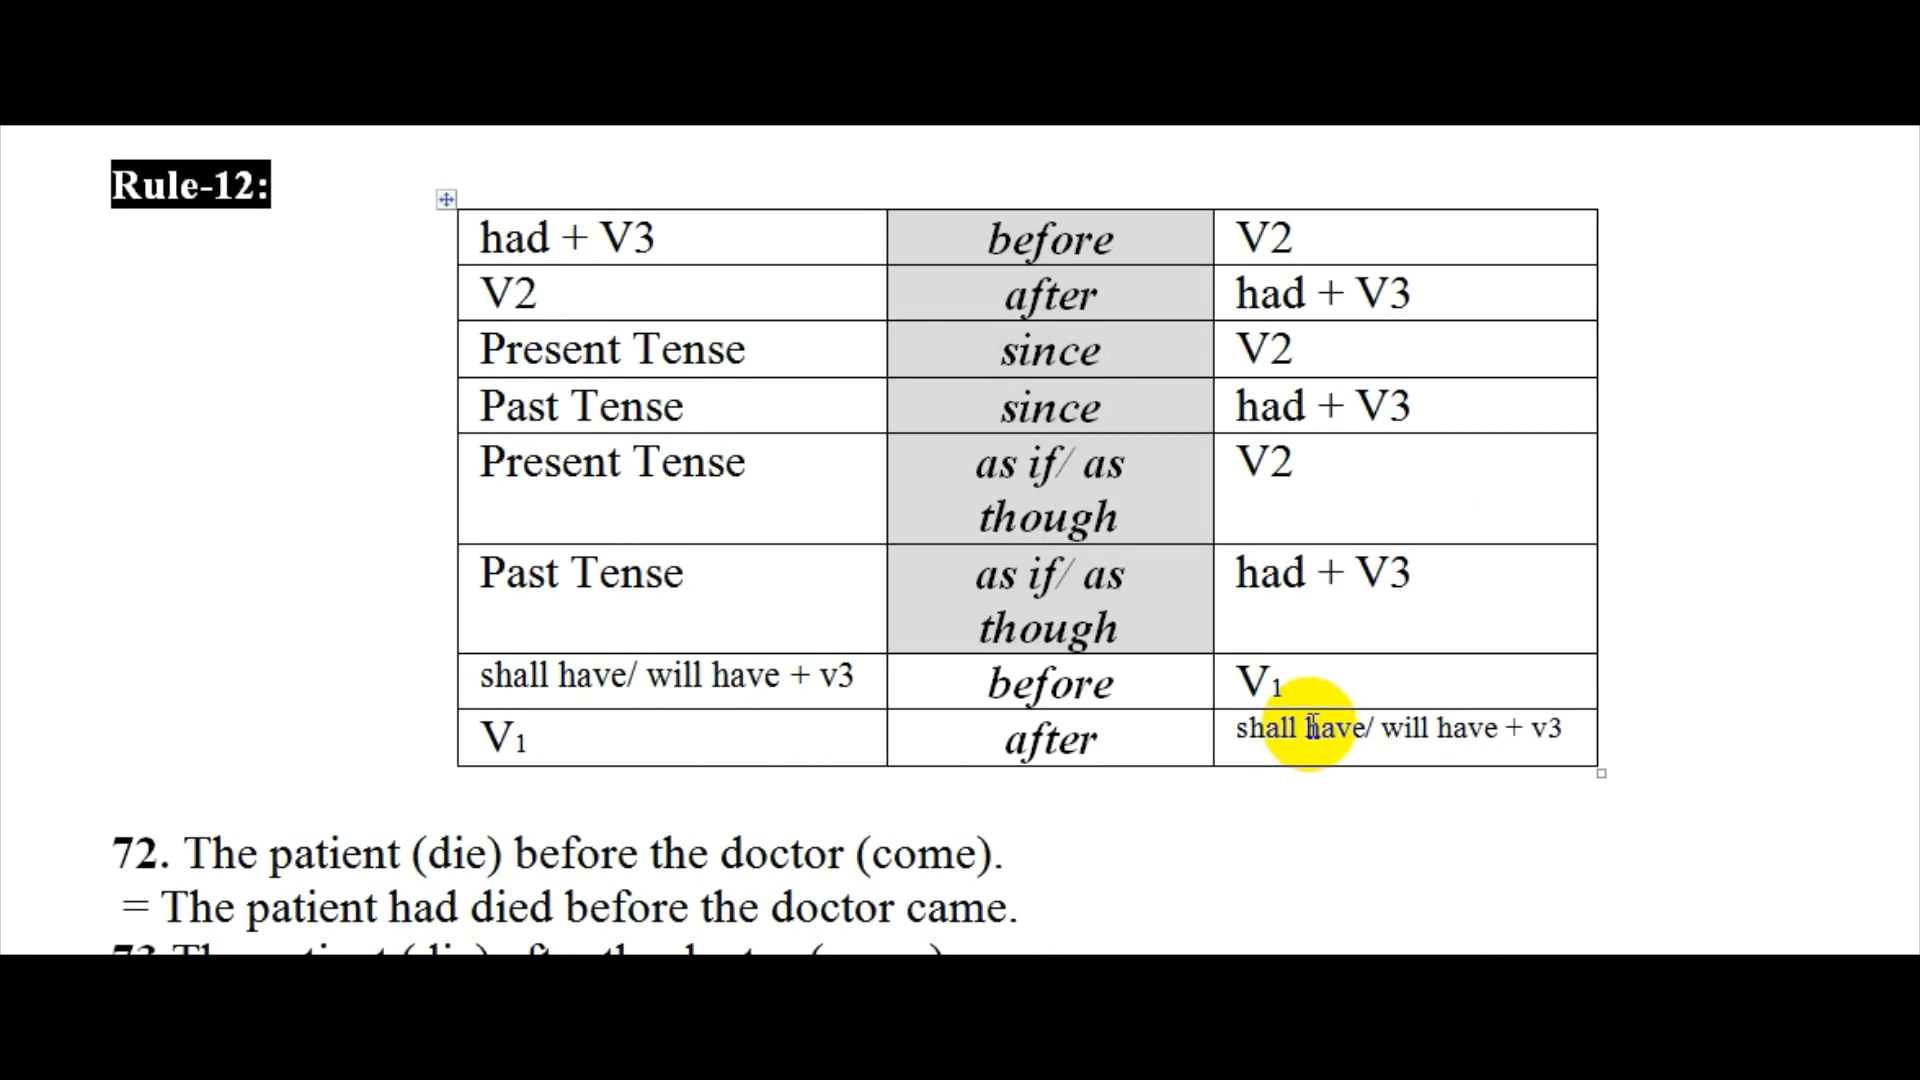 Rule-12:
had + V3 before V2
V2 after had + V3
Present Tense since V2
Past Tense since had + V3
Present Tense as if/ as V2
though
Past Tense as if/ as had + V3
though
shall have/ will have + v3 before V1
V1 after shall have/ will have + v3
72. The patient (die) before the doctor (come).
= The patient had died before the doctor came.